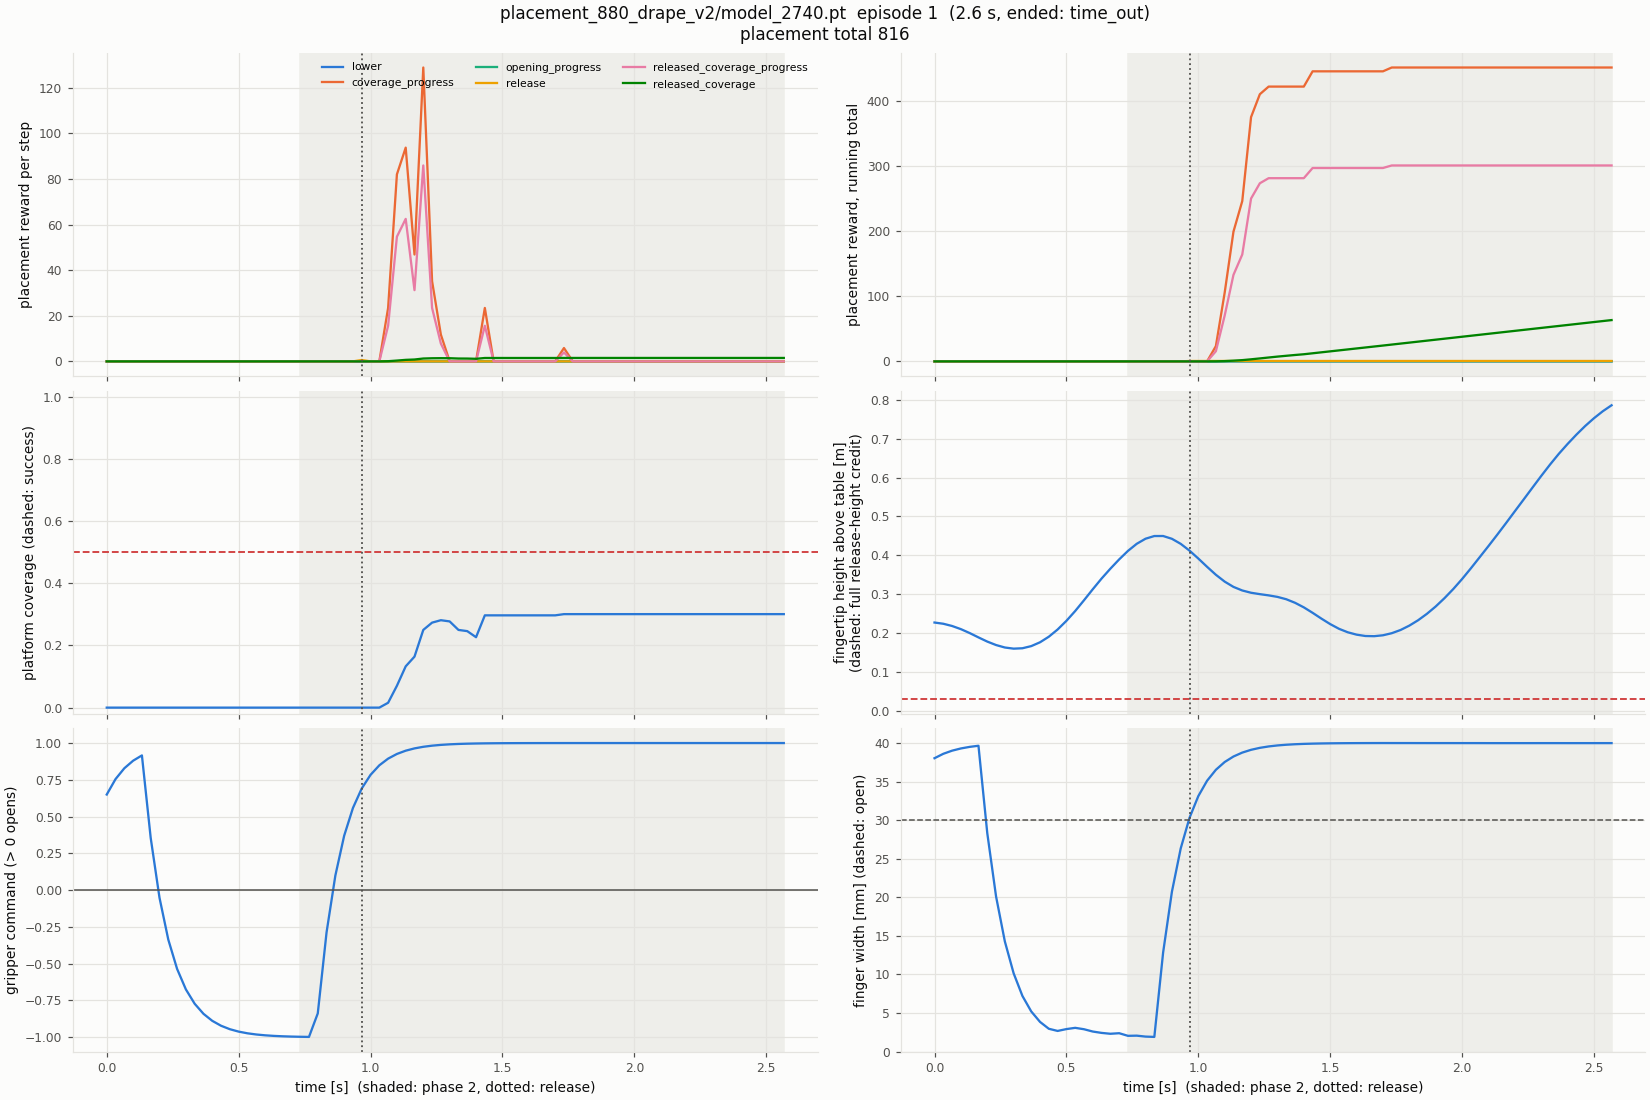 placement_880_drape_v2/model_2740.pt  episode 1  (2.6 s, ended: time_out)
placement total 816
placement reward per step
120
100
80
60
40
20
0
lower
coverage_progress
opening_progress
release
released_coverage_progress
released_coverage
placement reward, running total
400
300
200
100
0
platform coverage (dashed: success)
1.0
0.8
0.6
0.4
0.2
0.0
fingertip height above table [m]
(dashed: full release-height credit)
0.8
0.7
0.6
0.5
0.4
0.3
0.2
0.1
0.0
gripper command (> 0 opens)
1.00
0.75
0.50
0.25
0.00
−0.25
−0.50
−0.75
−1.00
0.0 0.5 1.0 1.5 2.0 2.5
time [s]  (shaded: phase 2, dotted: release)
finger width [mm] (dashed: open)
40
35
30
25
20
15
10
5
0
0.0 0.5 1.0 1.5 2.0 2.5
time [s]  (shaded: phase 2, dotted: release)